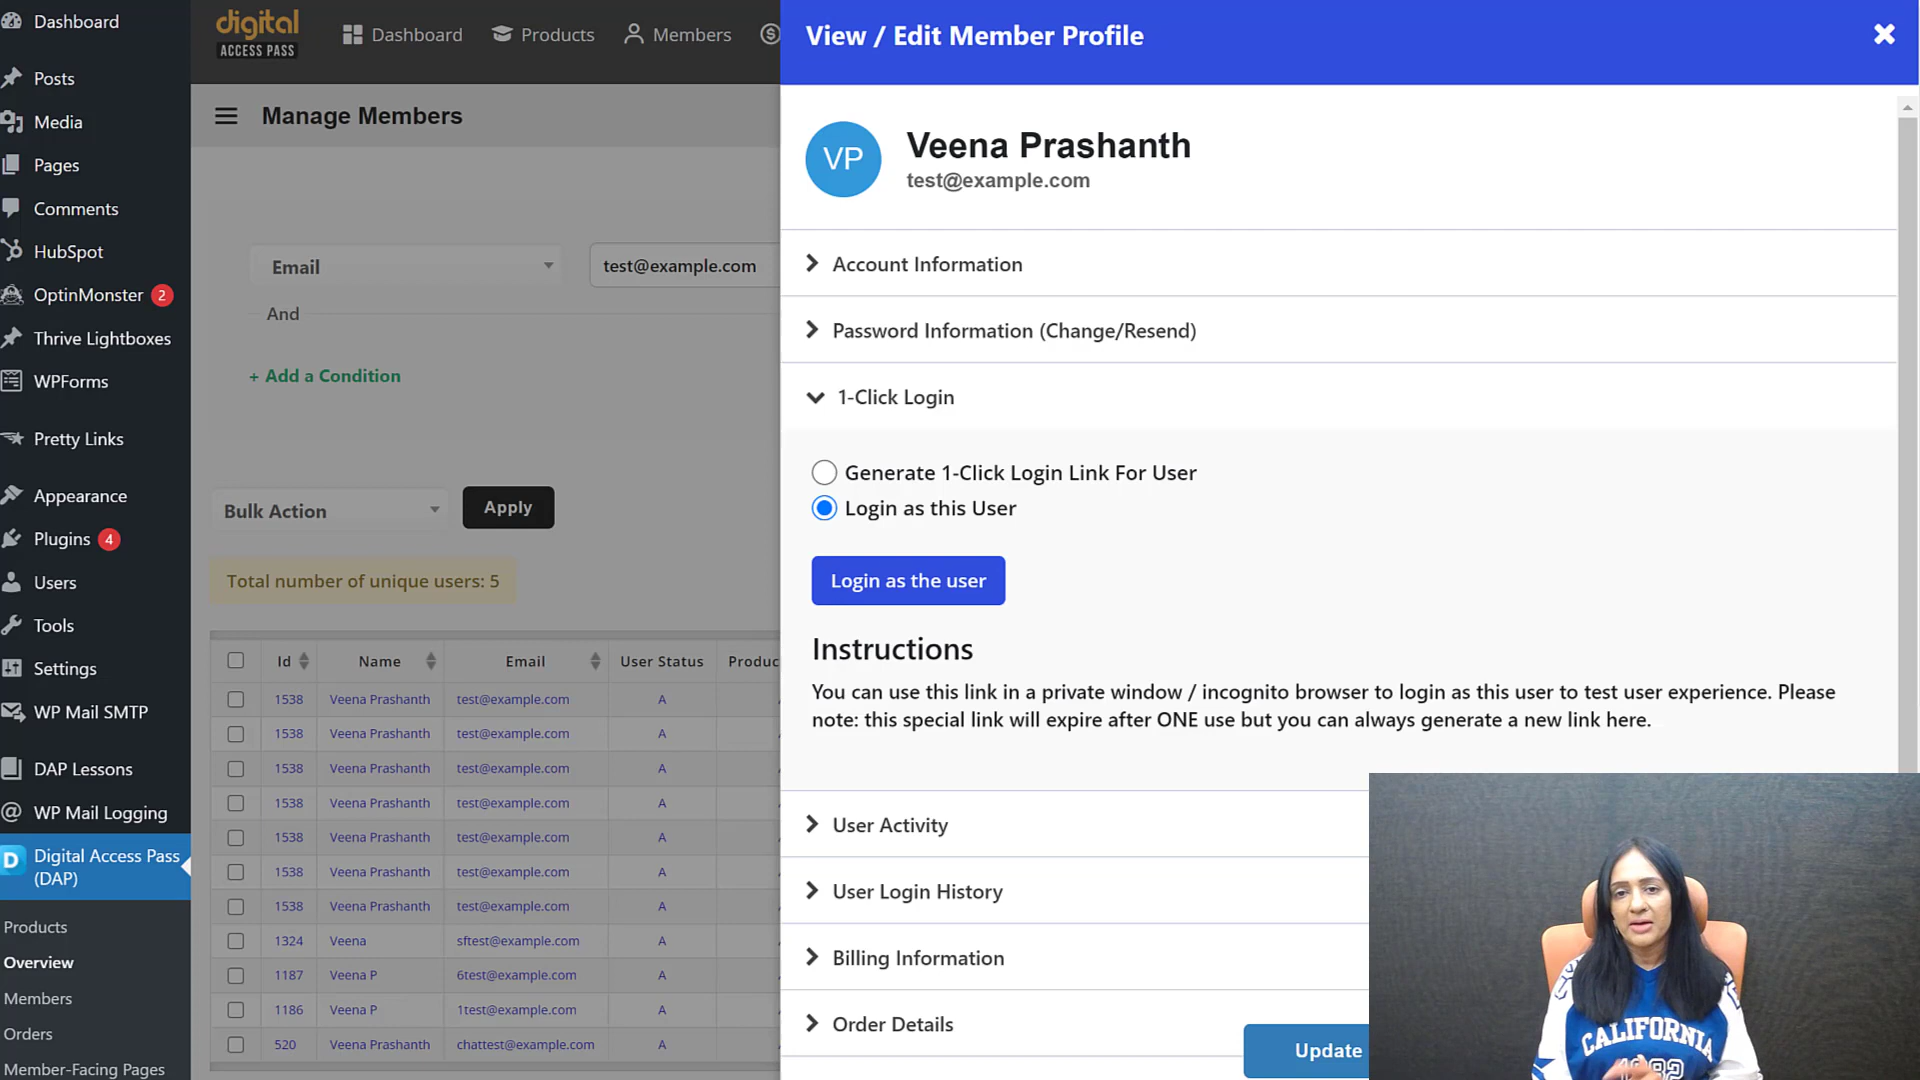 Dashboard
Posts
Media
Pages
Comments
HubSpot
OptinMonster 2
Thrive Lightboxes
WPForms
Pretty Links
Appearance
Plugins 4
Users
Tools
Settings
WP Mail SMTP
DAP Lessons
WP Mail Logging
Digital Access Pass
(DAP)
Products
Overview
Members
Orders
Member-Facing Pages
digital
ACCESS PASS
Dashboard
Products
Members
Manage Members
Email
test@example.com
And
+ Add a Condition
Bulk Action
Apply
Total number of unique users: 5
Id Name Email User Status Produc
1538 Veena Prashanth test@example.com A
1538 Veena Prashanth test@example.com A
1538 Veena Prashanth test@example.com A
1538 Veena Prashanth test@example.com A
1538 Veena Prashanth test@example.com A
1538 Veena Prashanth test@example.com A
1538 Veena Prashanth test@example.com A
1324 Veena sftest@example.com A
1187 Veena P 6test@example.com A
1186 Veena P 1test@example.com A
520 Veena Prashanth chattest@example.com A
View / Edit Member Profile
VP
Veena Prashanth
test@example.com
Account Information
Password Information (Change/Resend)
1-Click Login
Generate 1-Click Login Link For User
Login as this User
Login as the user
Instructions
You can use this link in a private window / incognito browser to login as this user to test user experience. Please
note: this special link will expire after ONE use but you can always generate a new link here.
User Activity
User Login History
Billing Information
Order Details
Update
CALIFORNIA